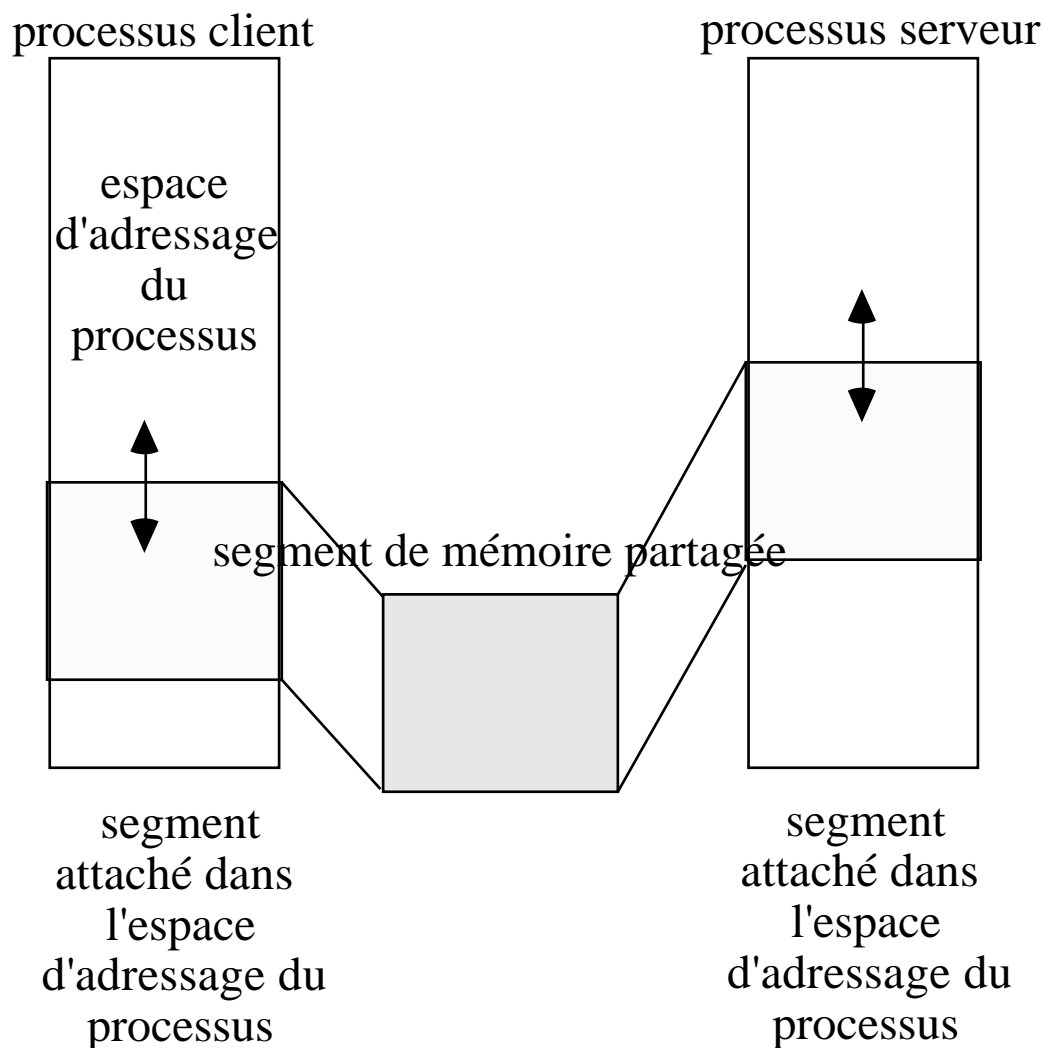 processus client
processus serveur
espace
d'adressage
du
processus
segment de mémoire partagée
segment
attaché dans
l'espace
d'adressage du
processus
segment
attaché dans
l'espace
d'adressage du
processus